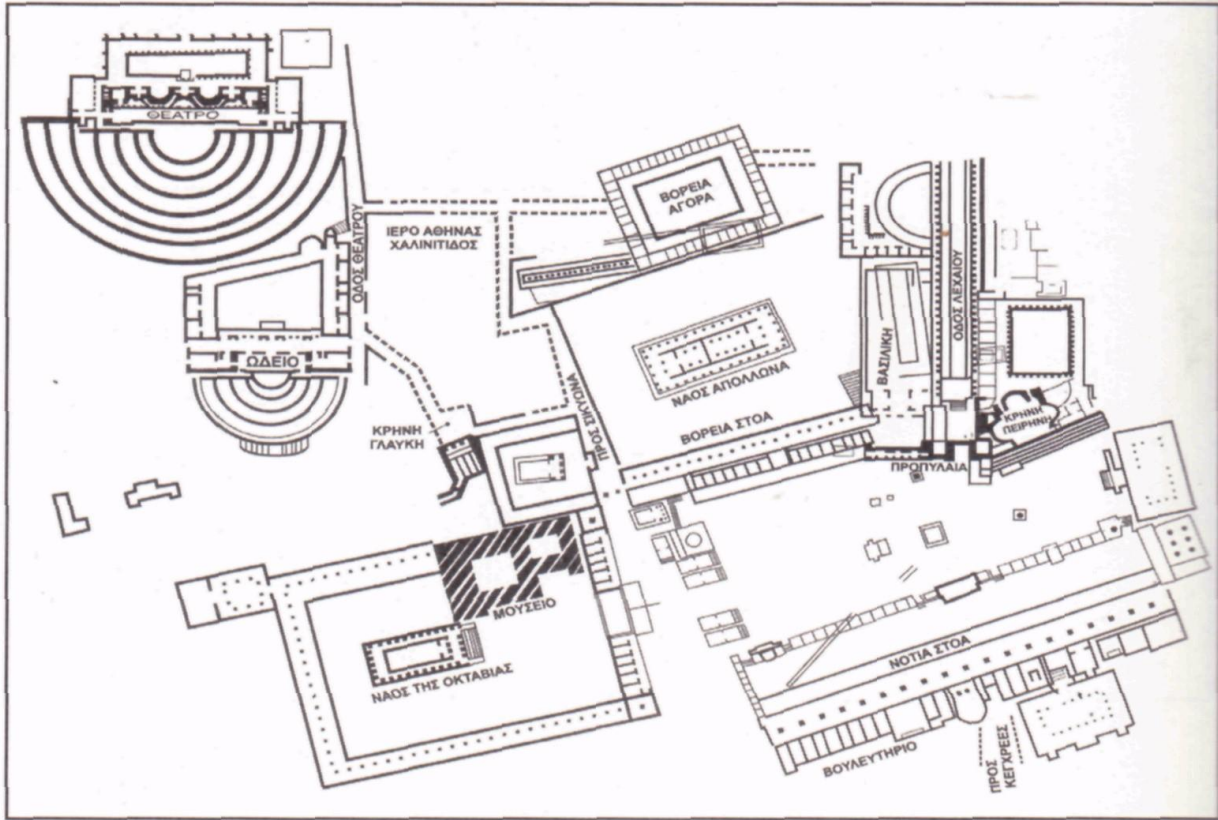 ΘΕΑΤΡΟ
ΒΟΡΕΙΑ
ΑΓΟΡΑ
ΙΕΡΟ ΑΘΗΝΑΣ
ΧΑΛΙΝΙΤΙΔΟΣ
ΟΔΟΣ ΘΕΑΤΡΟΥ
ΟΔΟΣ ΛΕΧΑΙΟΥ
ΩΔΕΙΟ
ΝΑΟΣ ΑΠΟΛΛΩΝΑ
ΒΑΣΙΛΙΚΗ
ΠΡΟΣ ΣΙΚΥΩΝΑ
ΚΡΗΝΗ
ΓΛΑΥΚΗ
ΒΟΡΕΙΑ ΣΤΟΑ
ΚΡΗΝΗ
ΠΕΙΡΗΝΗ
ΠΡΟΠΥΛΑΙΑ
ΜΟΥΣΕΙΟ
ΝΑΟΣ ΤΗΣ ΟΚΤΑΒΙΑΣ
ΝΟΤΙΑ ΣΤΟΑ
ΒΟΥΛΕΥΤΗΡΙΟ
ΠΡΟΣ
ΚΕΓΧΡΕΕΣ